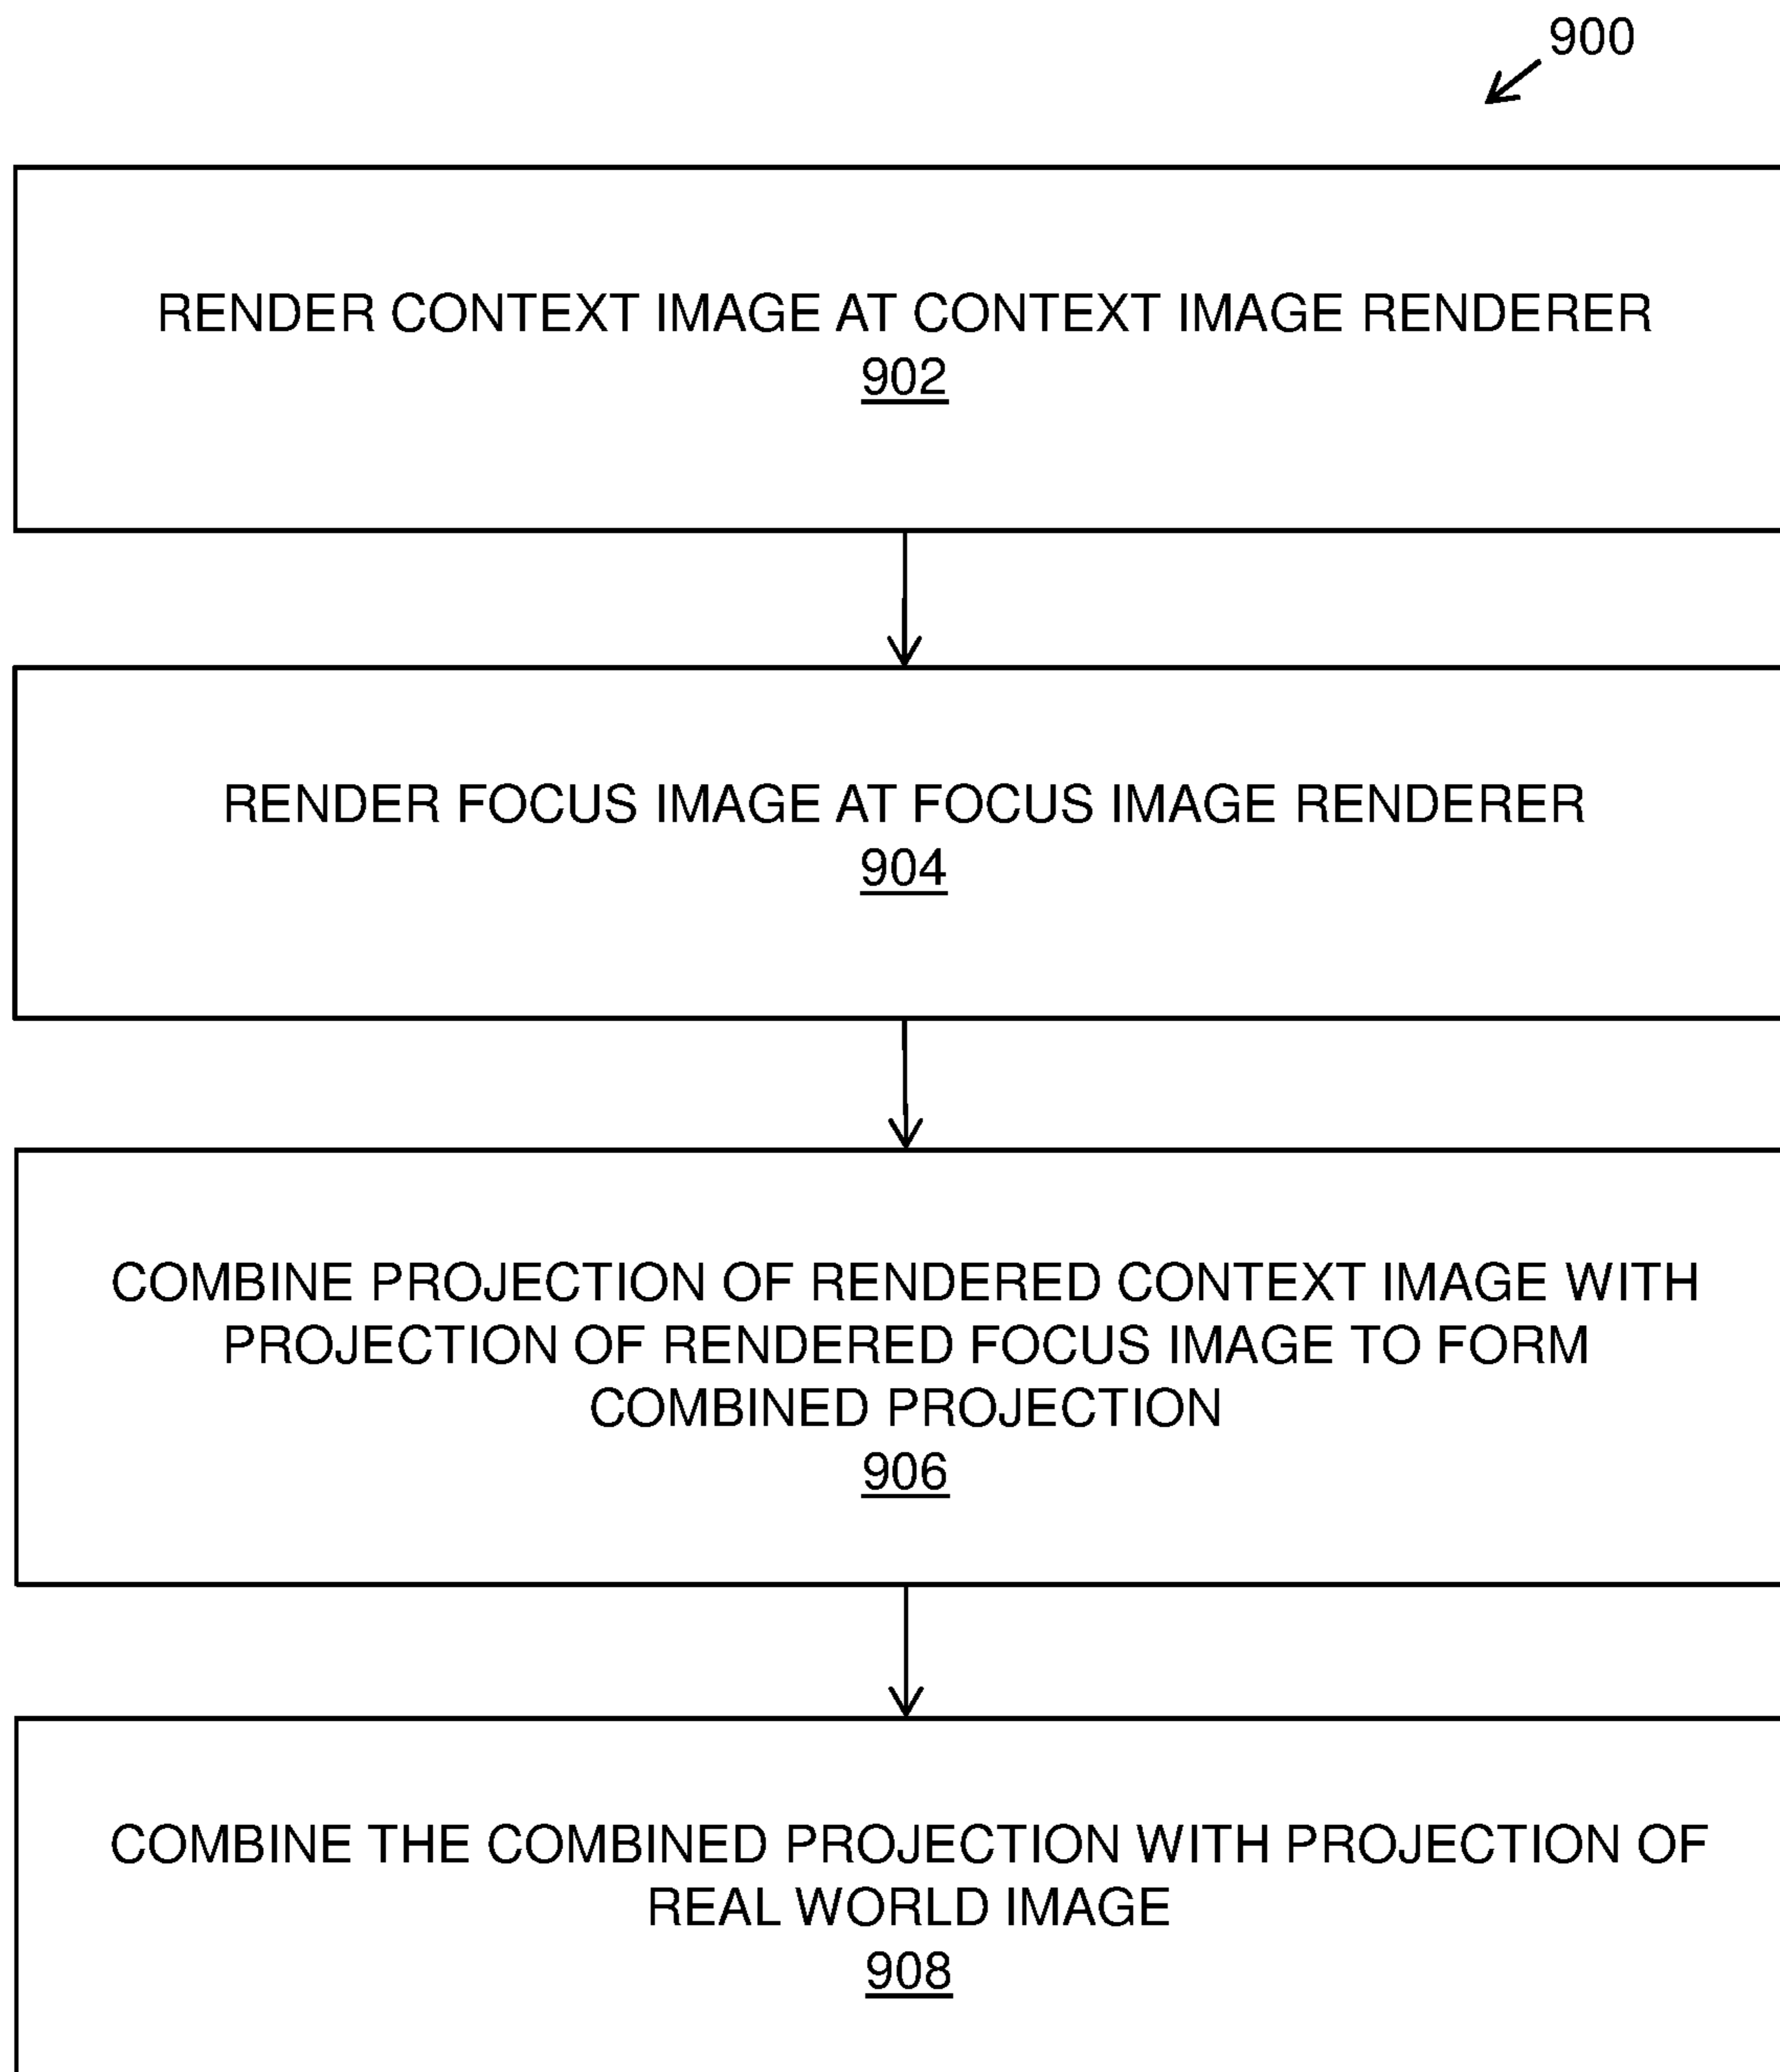 900
RENDER CONTEXT IMAGE AT CONTEXT IMAGE RENDERER
902
RENDER FOCUS IMAGE AT FOCUS IMAGE RENDERER
904
COMBINE PROJECTION OF RENDERED CONTEXT IMAGE WITH
PROJECTION OF RENDERED FOCUS IMAGE TO FORM
COMBINED PROJECTION
906
COMBINE THE COMBINED PROJECTION WITH PROJECTION OF
REAL WORLD IMAGE
908